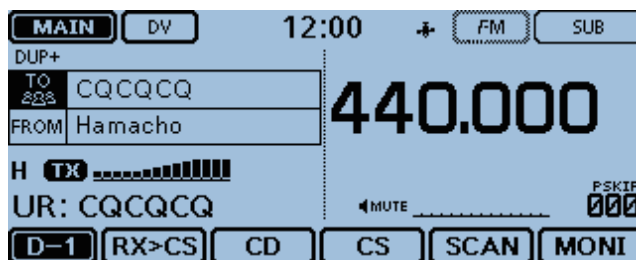 MAIN DV 12:00 FM SUB
DUP+
TO CQCQCQ
FROM Hamacho
440.000
H TX
UR: CQCQCQ
MUTE
PSKIP
000
D-1 RX>CS CD CS SCAN MONI